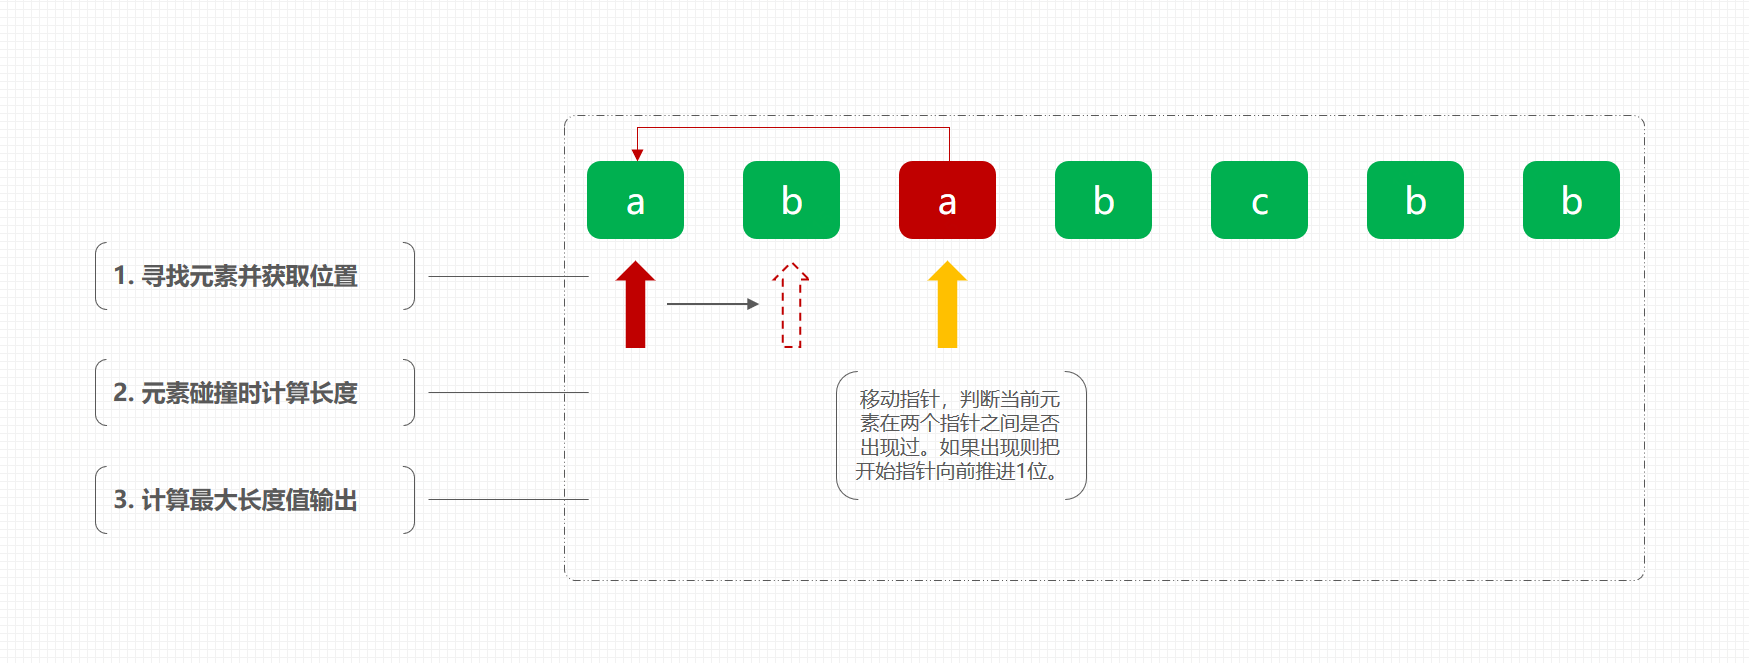 a b a b c b b
1. 寻找元素并获取位置
2. 元素碰撞时计算长度
3. 计算最大长度值输出
移动指针，判断当前元
素在两个指针之间是否
出现过。如果出现则把
开始指针向前推进1位。